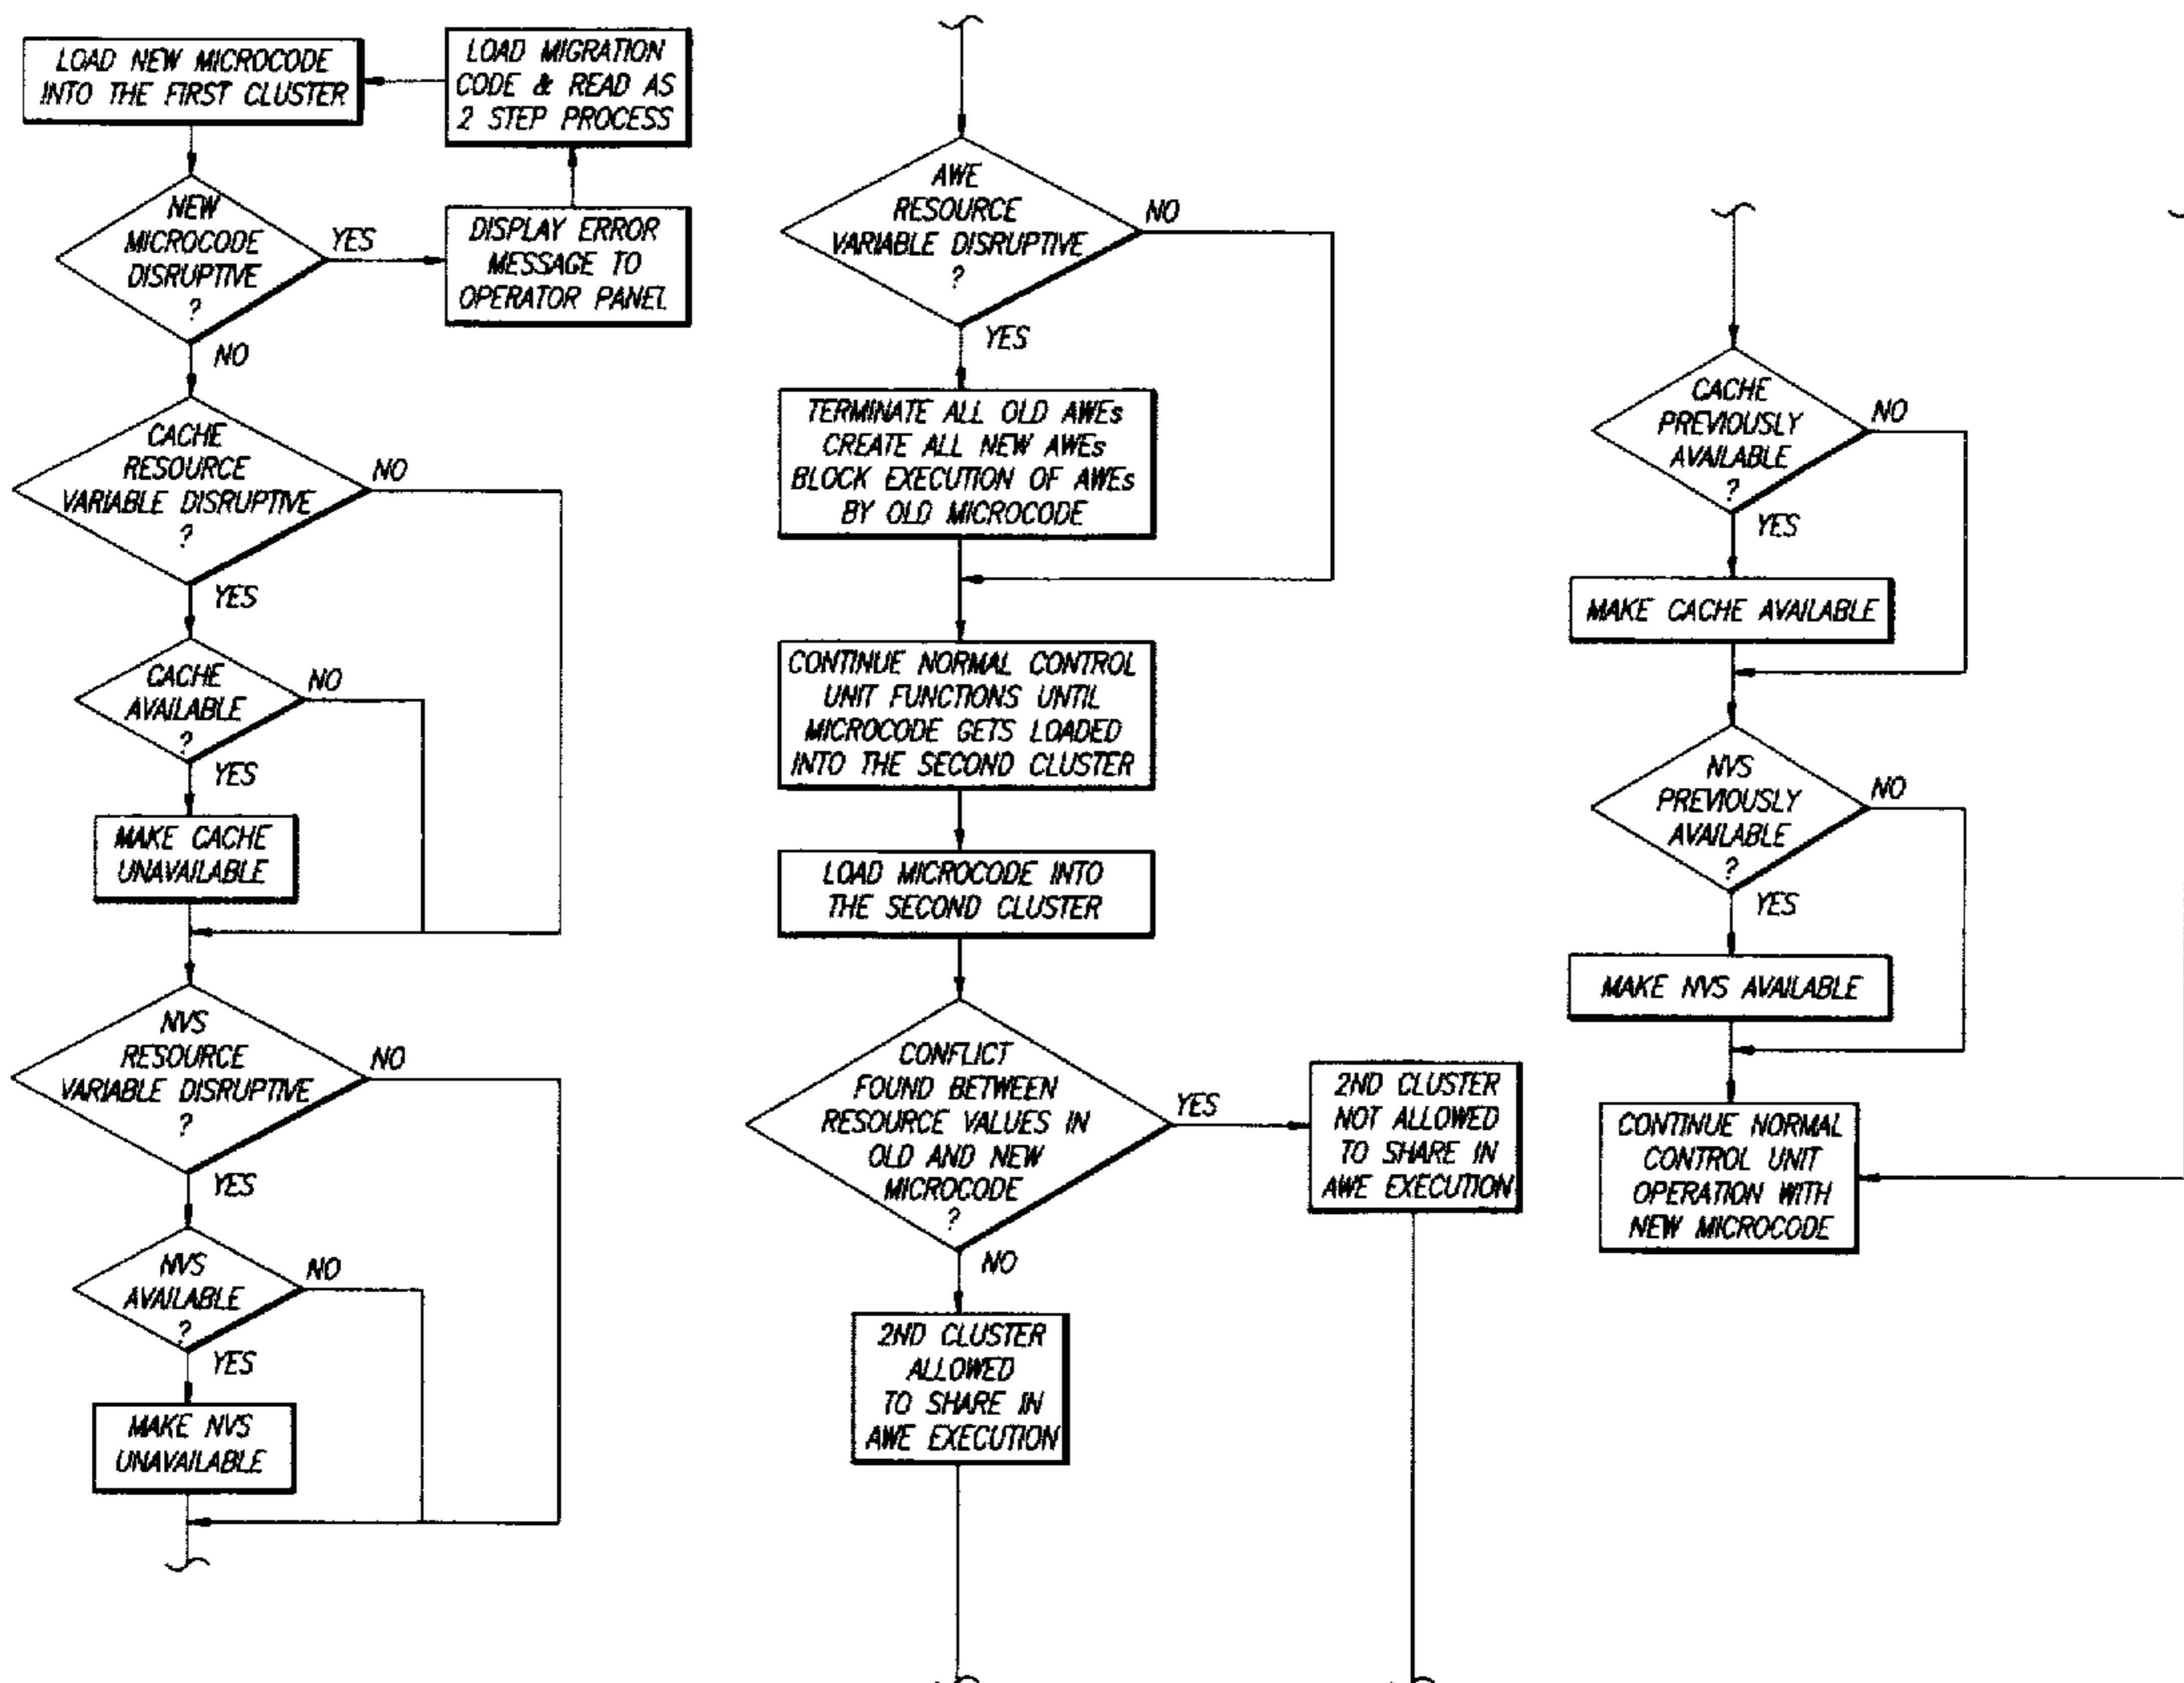 LOAD NEW MICROCODE
INTO THE FIRST CLUSTER
LOAD MIGRATION
CODE & READ AS
2 STEP PROCESS
NEW
MICROCODE
DISRUPTIVE
?
YES
DISPLAY ERROR
MESSAGE TO
OPERATOR PANEL
NO
CACHE
RESOURCE
VARIABLE DISRUPTIVE
?
NO
YES
CACHE
AVAILABLE
?
NO
YES
MAKE CACHE
UNAVAILABLE
NVS
RESOURCE
VARIABLE DISRUPTIVE
?
NO
YES
NVS
AVAILABLE
?
NO
YES
MAKE NVS
UNAVAILABLE
AWE
RESOURCE
VARIABLE DISRUPTIVE
?
NO
YES
TERMINATE ALL OLD AWEs
CREATE ALL NEW AWEs
BLOCK EXECUTION OF AWEs
BY OLD MICROCODE
CONTINUE NORMAL CONTROL
UNIT FUNCTIONS UNTIL
MICROCODE GETS LOADED
INTO THE SECOND CLUSTER
LOAD MICROCODE INTO
THE SECOND CLUSTER
CONFLICT
FOUND BETWEEN
RESOURCE VALUES IN
OLD AND NEW
MICROCODE
?
YES
2ND CLUSTER
NOT ALLOWED
TO SHARE IN
AWE EXECUTION
NO
2ND CLUSTER
ALLOWED
TO SHARE IN
AWE EXECUTION
CACHE
PREVIOUSLY
AVAILABLE
?
NO
YES
MAKE CACHE AVAILABLE
NVS
PREVIOUSLY
AVAILABLE
?
NO
YES
MAKE NVS AVAILABLE
CONTINUE NORMAL
CONTROL UNIT
OPERATION WITH
NEW MICROCODE